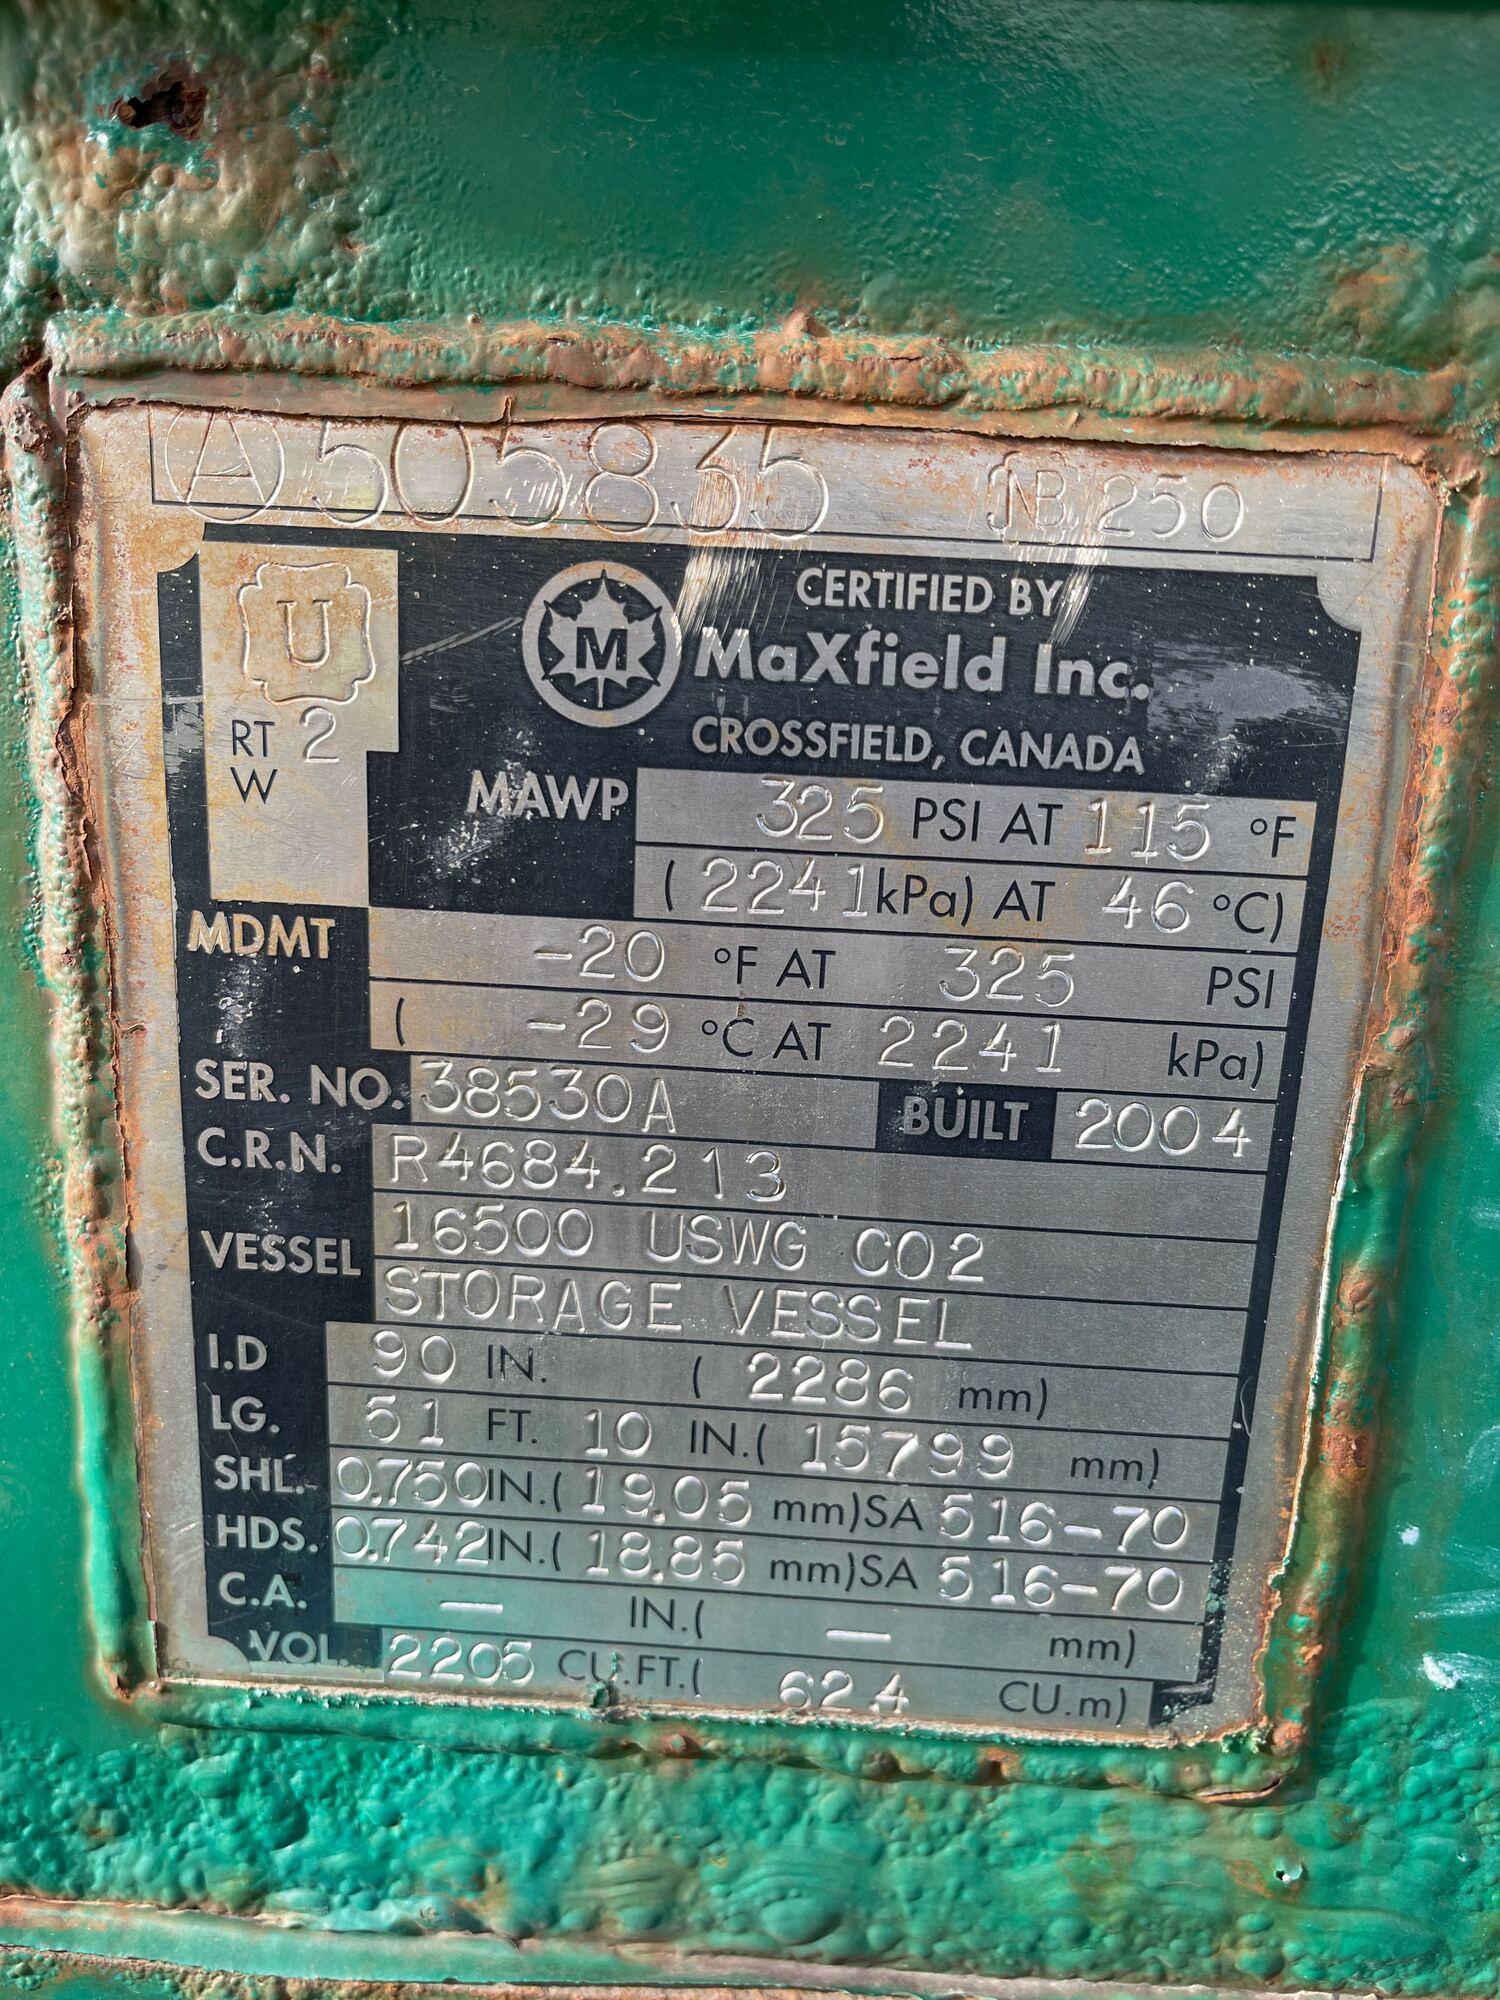 A 505835 NB 250
U
RT 2
W
CERTIFIED BY
M MaXfield Inc.
CROSSFIELD, CANADA
MAWP 325 PSI AT 115 °F
( 2241 kPa) AT 46 °C)
MDMT -20 °F AT 325 PSI
( -29 °C AT 2241 kPa)
SER. NO. 38530A BUILT 2004
C.R.N. R4684.213
VESSEL 16500 USWG CO2
STORAGE VESSEL
I.D 90 IN. ( 2286 mm)
LG. 51 FT. 10 IN.( 15799 mm)
SHL. 0.750 IN.( 19.05 mm) SA 516-70
HDS. 0.742 IN.( 18.85 mm) SA 516-70
C.A. — IN.( — mm)
VOL. 2205 CU.FT.( 62.4 CU.m)